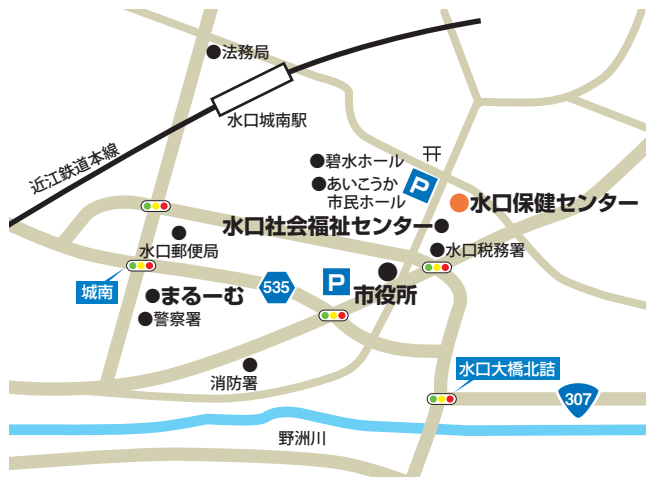 法務局
水口城南駅
近江鉄道本線
碧水ホール
あいこうか
市民ホール
P
水口保健センター
水口社会福祉センター
水口郵便局
水口税務署
城南
535
P
市役所
まるーむ
警察署
消防署
水口大橋北詰
307
野洲川